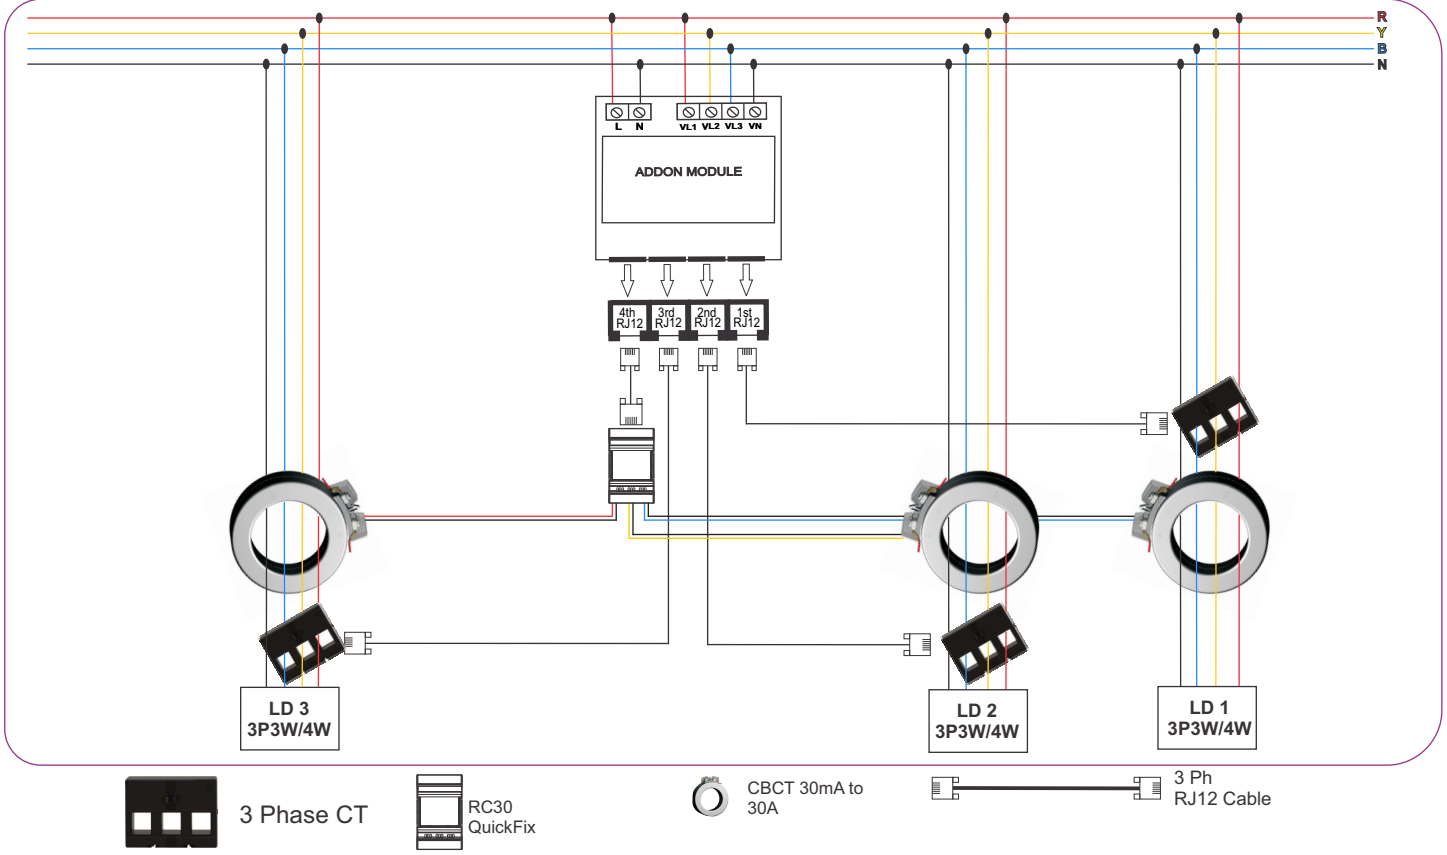 R
Y
B
N
L N VL1 VL2 VL3 VN
ADDON MODULE
4th RJ12
3rd RJ12
2nd RJ12
1st RJ12
LD 3
3P3W/4W
LD 2
3P3W/4W
LD 1
3P3W/4W
3 Phase CT
RC30
QuickFix
CBCT 30mA to
30A
3 Ph
RJ12 Cable